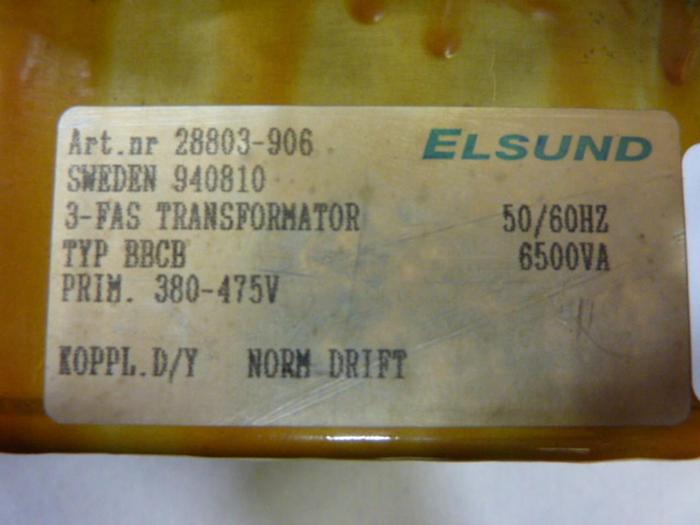 Art.nr 28803-906 ELSUND
SWEDEN 940810
3-FAS TRANSFORMATOR 50/60HZ
TYP BBCB 6500VA
PRIM. 380-475V
KOPPL.D/Y NORM DRIFT